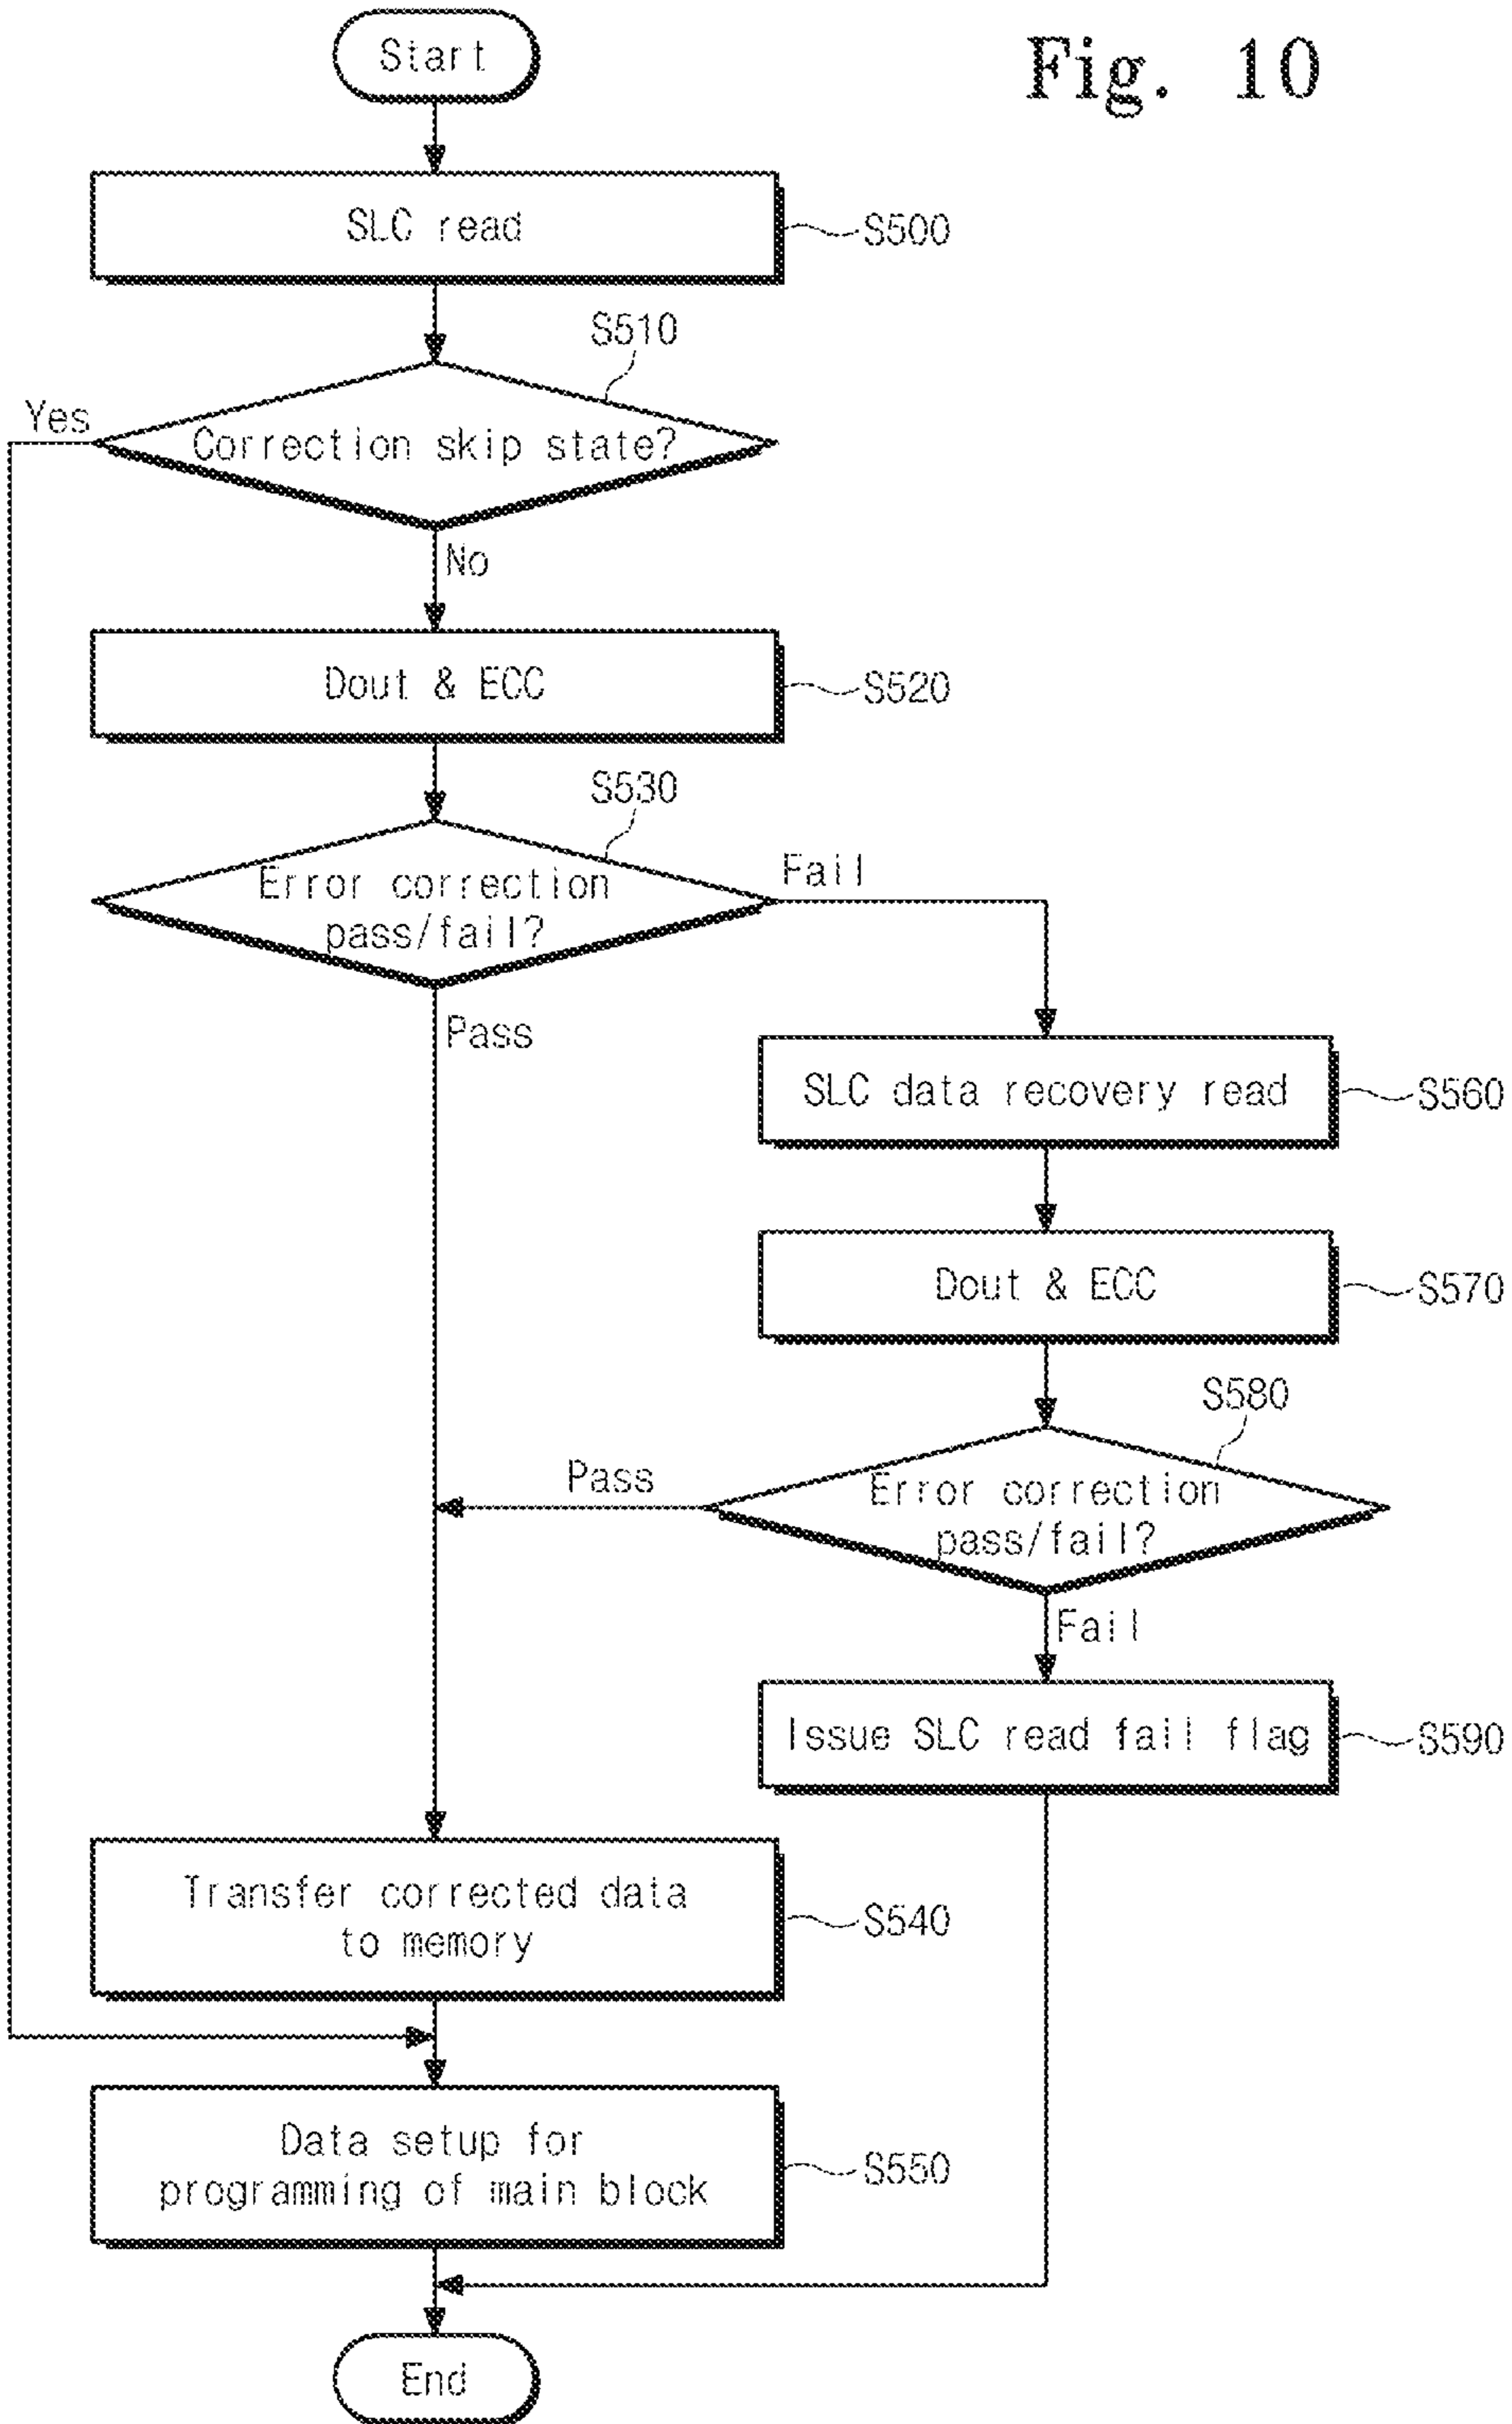 Fig. 10
Start
SLC read
S500
S510
Yes
Correction skip state?
No
Dout & ECC
S520
S530
Error correction
pass/fail?
Fail
Pass
SLC data recovery read
S560
Dout & ECC
S570
S580
Pass
Error correction
pass/fail?
Fail
Issue SLC read fail flag
S590
Transfer corrected data
to memory
S540
Data setup for
programming of main block
S550
End